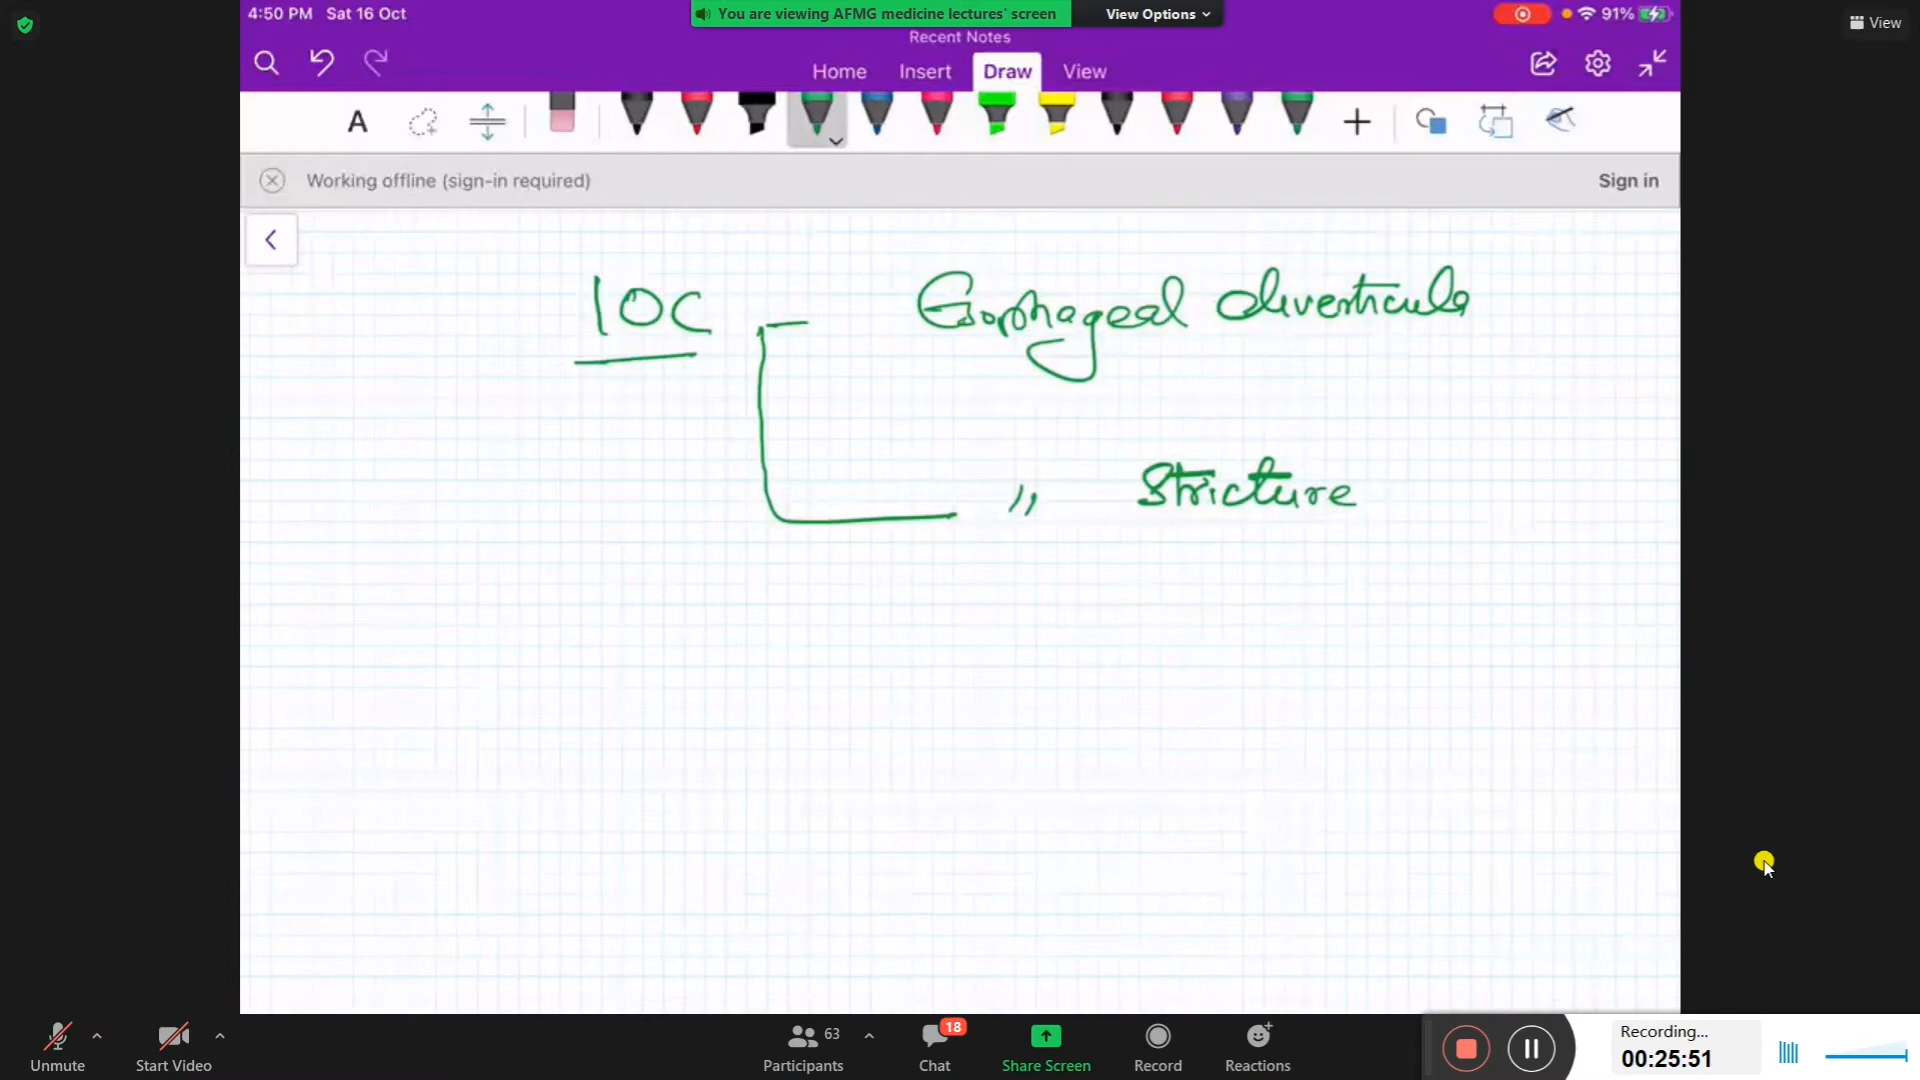 4:50 PM Sat 16 Oct
You are viewing AFMG medicine lectures' screen
View Options
91%
View
Recent Notes
Home Insert Draw View
A
Working offline (sign-in required)
Sign in
IOC Esophageal diverticula
,, Stricture
63
18
Recording...
00:25:51
Unmute Start Video Participants Chat Share Screen Record Reactions